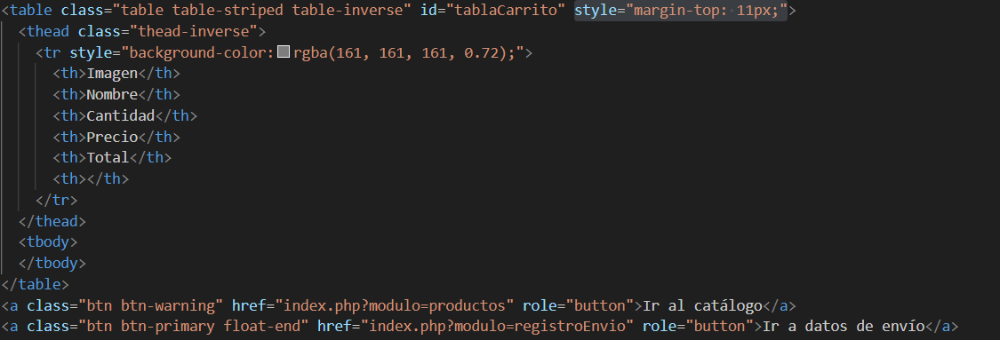 <table class="table table-striped table-inverse" id="tablaCarrito" style="margin-top: 11px;">
<thead class="thead-inverse">
<tr style="background-color:rgba(161, 161, 161, 0.72);">
<th>Imagen</th>
<th>Nombre</th>
<th>Cantidad</th>
<th>Precio</th>
<th>Total</th>
<th></th>
</tr>
</thead>
<tbody>
</tbody>
</table>
<a class="btn btn-warning" href="index.php?modulo=productos" role="button">Ir al catálogo</a>
<a class="btn btn-primary float-end" href="index.php?modulo=registroEnvio" role="button">Ir a datos de envío</a>